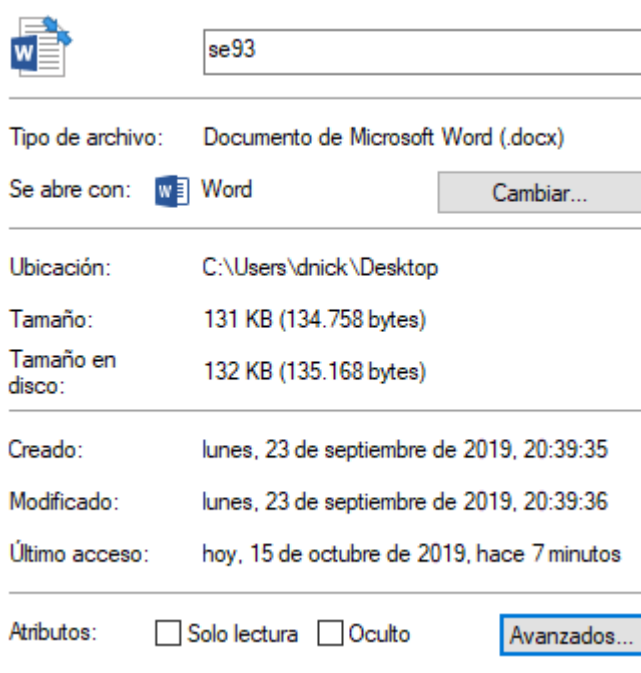 W
se93
Tipo de archivo: Documento de Microsoft Word (.docx)
Se abre con: W Word Cambiar...
Ubicación: C:\Users\dnick\Desktop
Tamaño: 131 KB (134.758 bytes)
Tamaño en
disco: 132 KB (135.168 bytes)
Creado: lunes, 23 de septiembre de 2019, 20:39:35
Modificado: lunes, 23 de septiembre de 2019, 20:39:36
Último acceso: hoy, 15 de octubre de 2019, hace 7 minutos
Atributos: Solo lectura Oculto Avanzados...